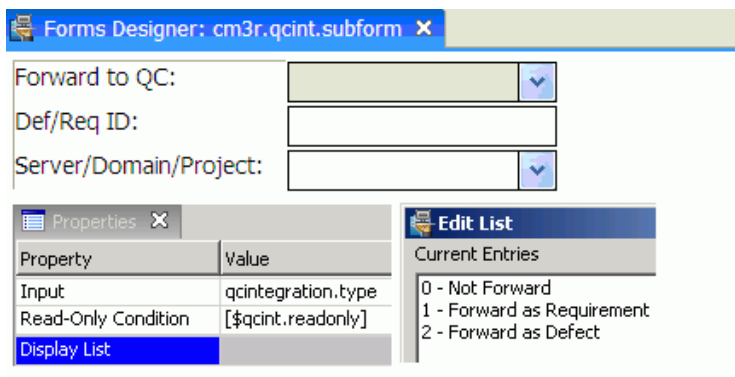 Forms Designer: cm3r.qcint.subform
Forward to QC:
Def/Req ID:
Server/Domain/Project:
Properties
Property Value
Input qcintegration.type
Read-Only Condition [$qcint.readonly]
Display List
Edit List
Current Entries
0 - Not Forward
1 - Forward as Requirement
2 - Forward as Defect